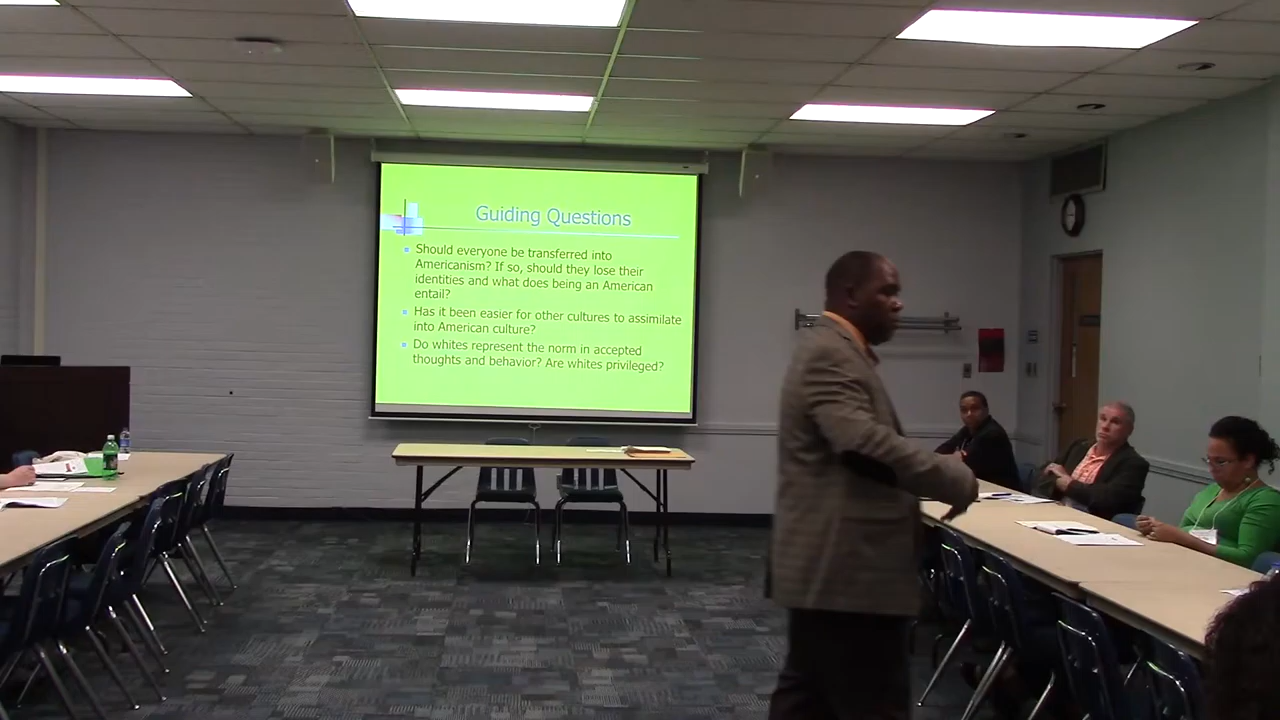 Guiding Questions
Should everyone be transferred into
Americanism? If so, should they lose their
identities and what does being an American
entail?
Has it been easier for other cultures to assimilate
into American culture?
Do whites represent the norm in accepted
thoughts and behavior? Are whites privileged?